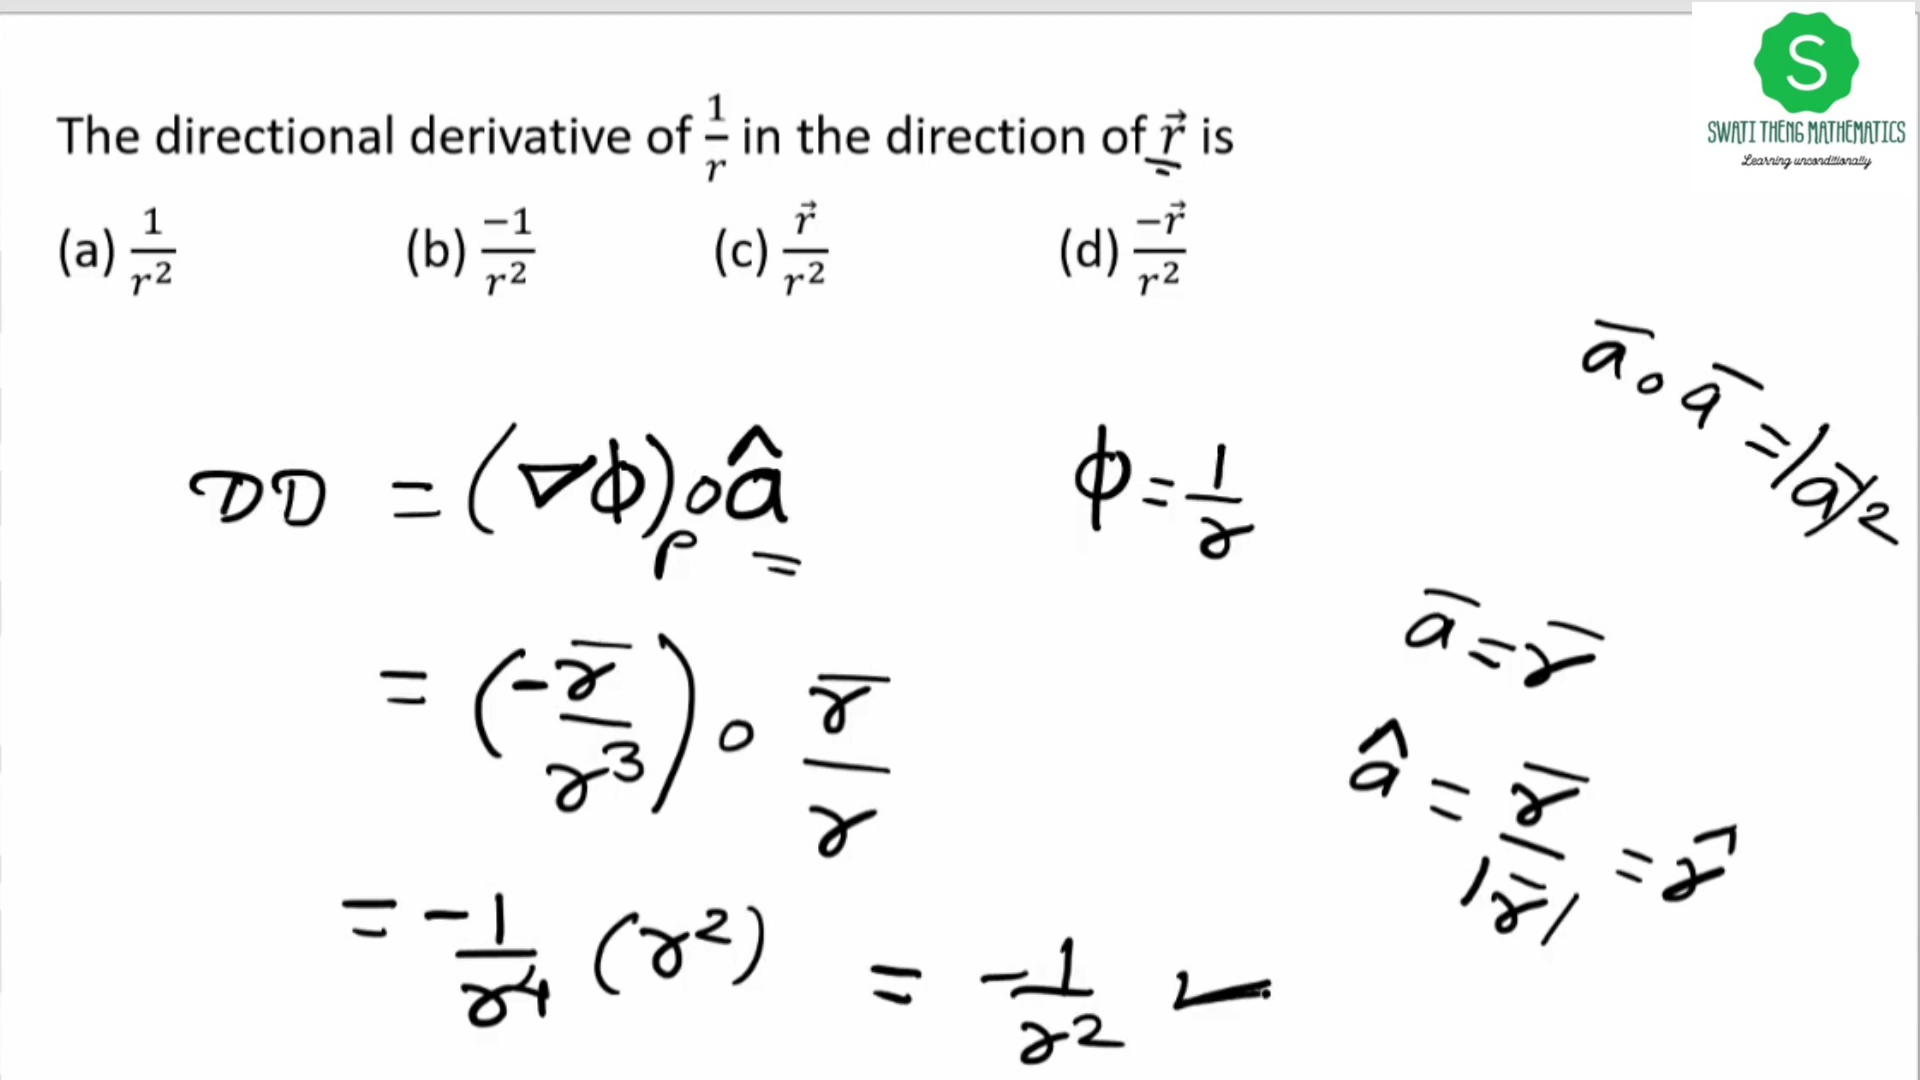 S
SWATI THENG MATHEMATICS
Learning unconditionally
The directional derivative of 1/r in the direction of r⃗ is
(a) 1/r² (b) −1/r² (c) r⃗/r² (d) −r⃗/r²
a̅ ∘ a̅ = |a̅|²
DD = (∇ϕ)ₚ ∘ â
ϕ = 1/r
a̅ = r̅
= (−r̅/r³) ∘ r̅/r
â = r̅/|r̅| = r̂
= −1/r⁴ (r²) = −1/r² ✓